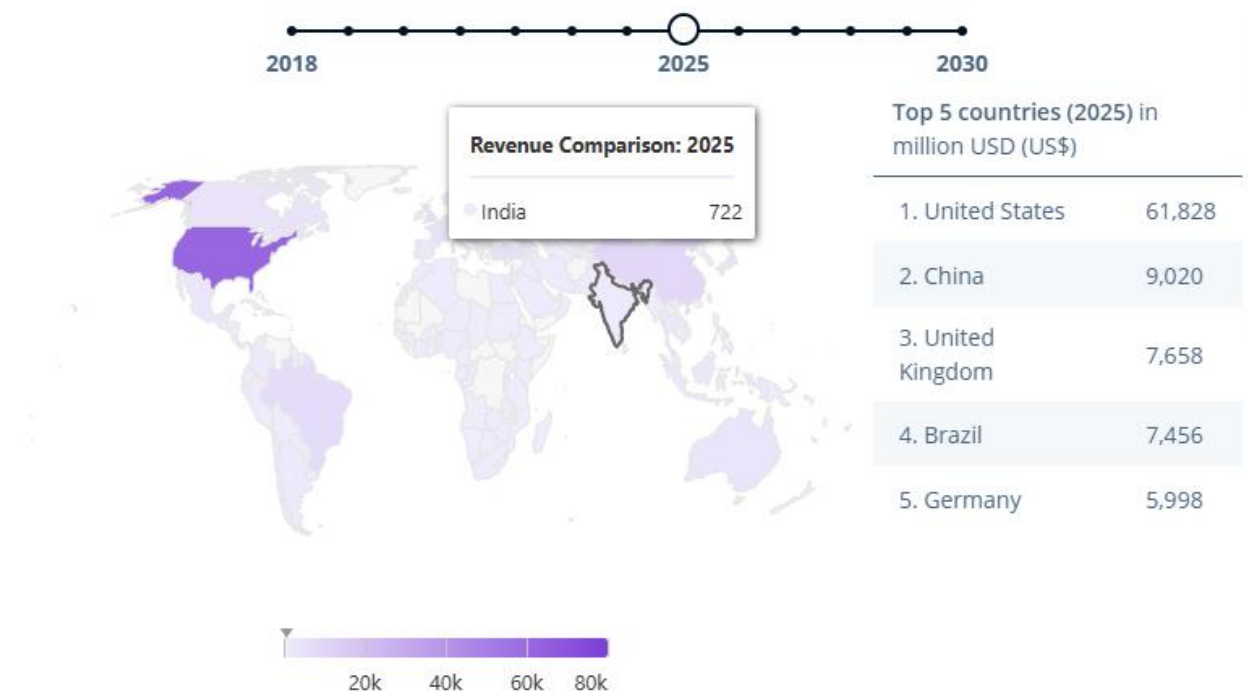 2018 2025 2030
Top 5 countries (2025) in
million USD (US$)
Revenue Comparison: 2025
India 722
1. United States 61,828
2. China 9,020
3. United
Kingdom 7,658
4. Brazil 7,456
5. Germany 5,998
20k 40k 60k 80k